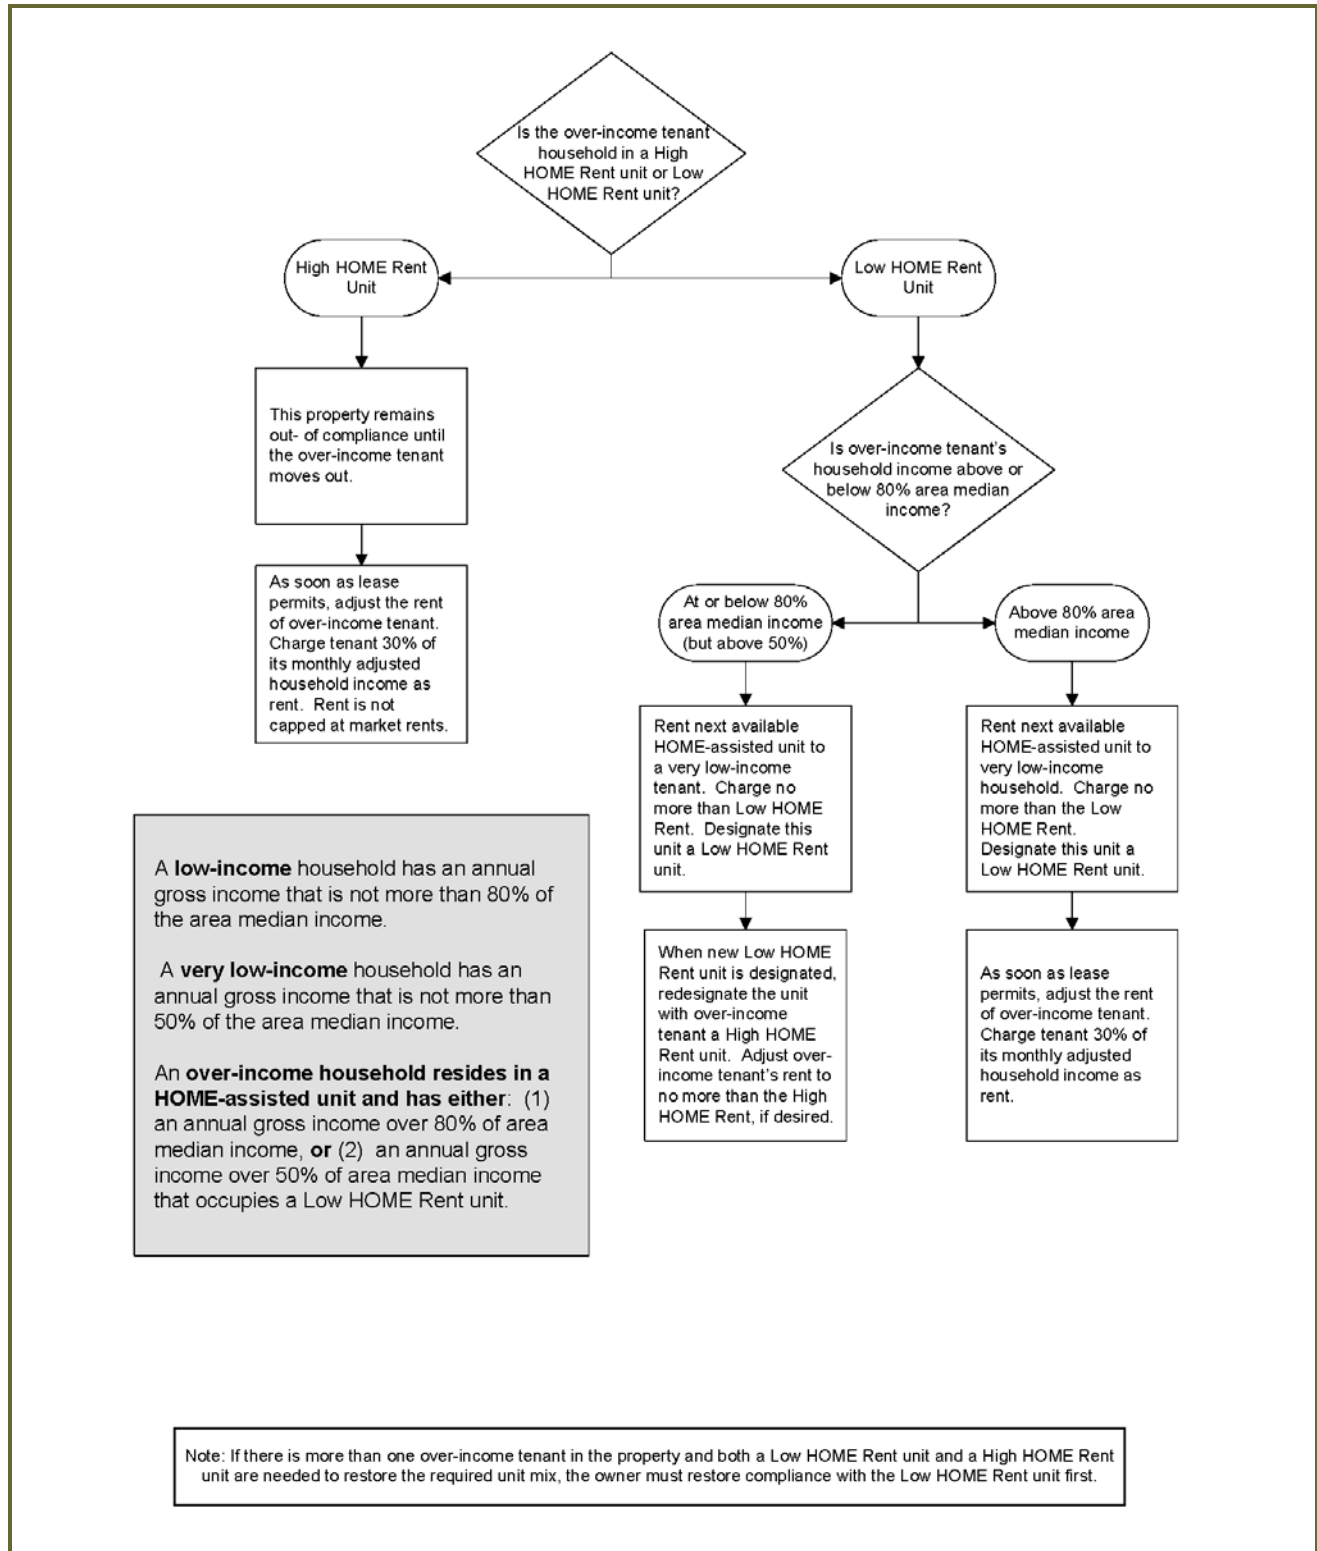 Is the over-income tenant
household in a High
HOME Rent unit or Low
HOME Rent unit?
High HOME Rent
Unit
Low HOME Rent
Unit
This property remains
out- of compliance until
the over-income tenant
moves out.
Is over-income tenant's
household income above or
below 80% area median
income?
As soon as lease
permits, adjust the rent
of over-income tenant.
Charge tenant 30% of
its monthly adjusted
household income as
rent. Rent is not
capped at market rents.
At or below 80%
area median income
(but above 50%)
Above 80% area
median income
Rent next available
HOME-assisted unit to
a very low-income
tenant. Charge no
more than Low HOME
Rent. Designate this
unit a Low HOME Rent
unit.
Rent next available
HOME-assisted unit to
very low-income
household. Charge no
more than the Low
HOME Rent.
Designate this unit a
Low HOME Rent unit.
A low-income household has an annual
gross income that is not more than 80% of
the area median income.
A very low-income household has an
annual gross income that is not more than
50% of the area median income.
An over-income household resides in a
HOME-assisted unit and has either: (1)
an annual gross income over 80% of area
median income, or (2) an annual gross
income over 50% of area median income
that occupies a Low HOME Rent unit.
When new Low HOME
Rent unit is designated,
redesignate the unit
with over-income
tenant a High HOME
Rent unit. Adjust over-
income tenant's rent to
no more than the High
HOME Rent, if desired.
As soon as lease
permits, adjust the rent
of over-income tenant.
Charge tenant 30% of
its monthly adjusted
household income as
rent.
Note: If there is more than one over-income tenant in the property and both a Low HOME Rent unit and a High HOME Rent
unit are needed to restore the required unit mix, the owner must restore compliance with the Low HOME Rent unit first.